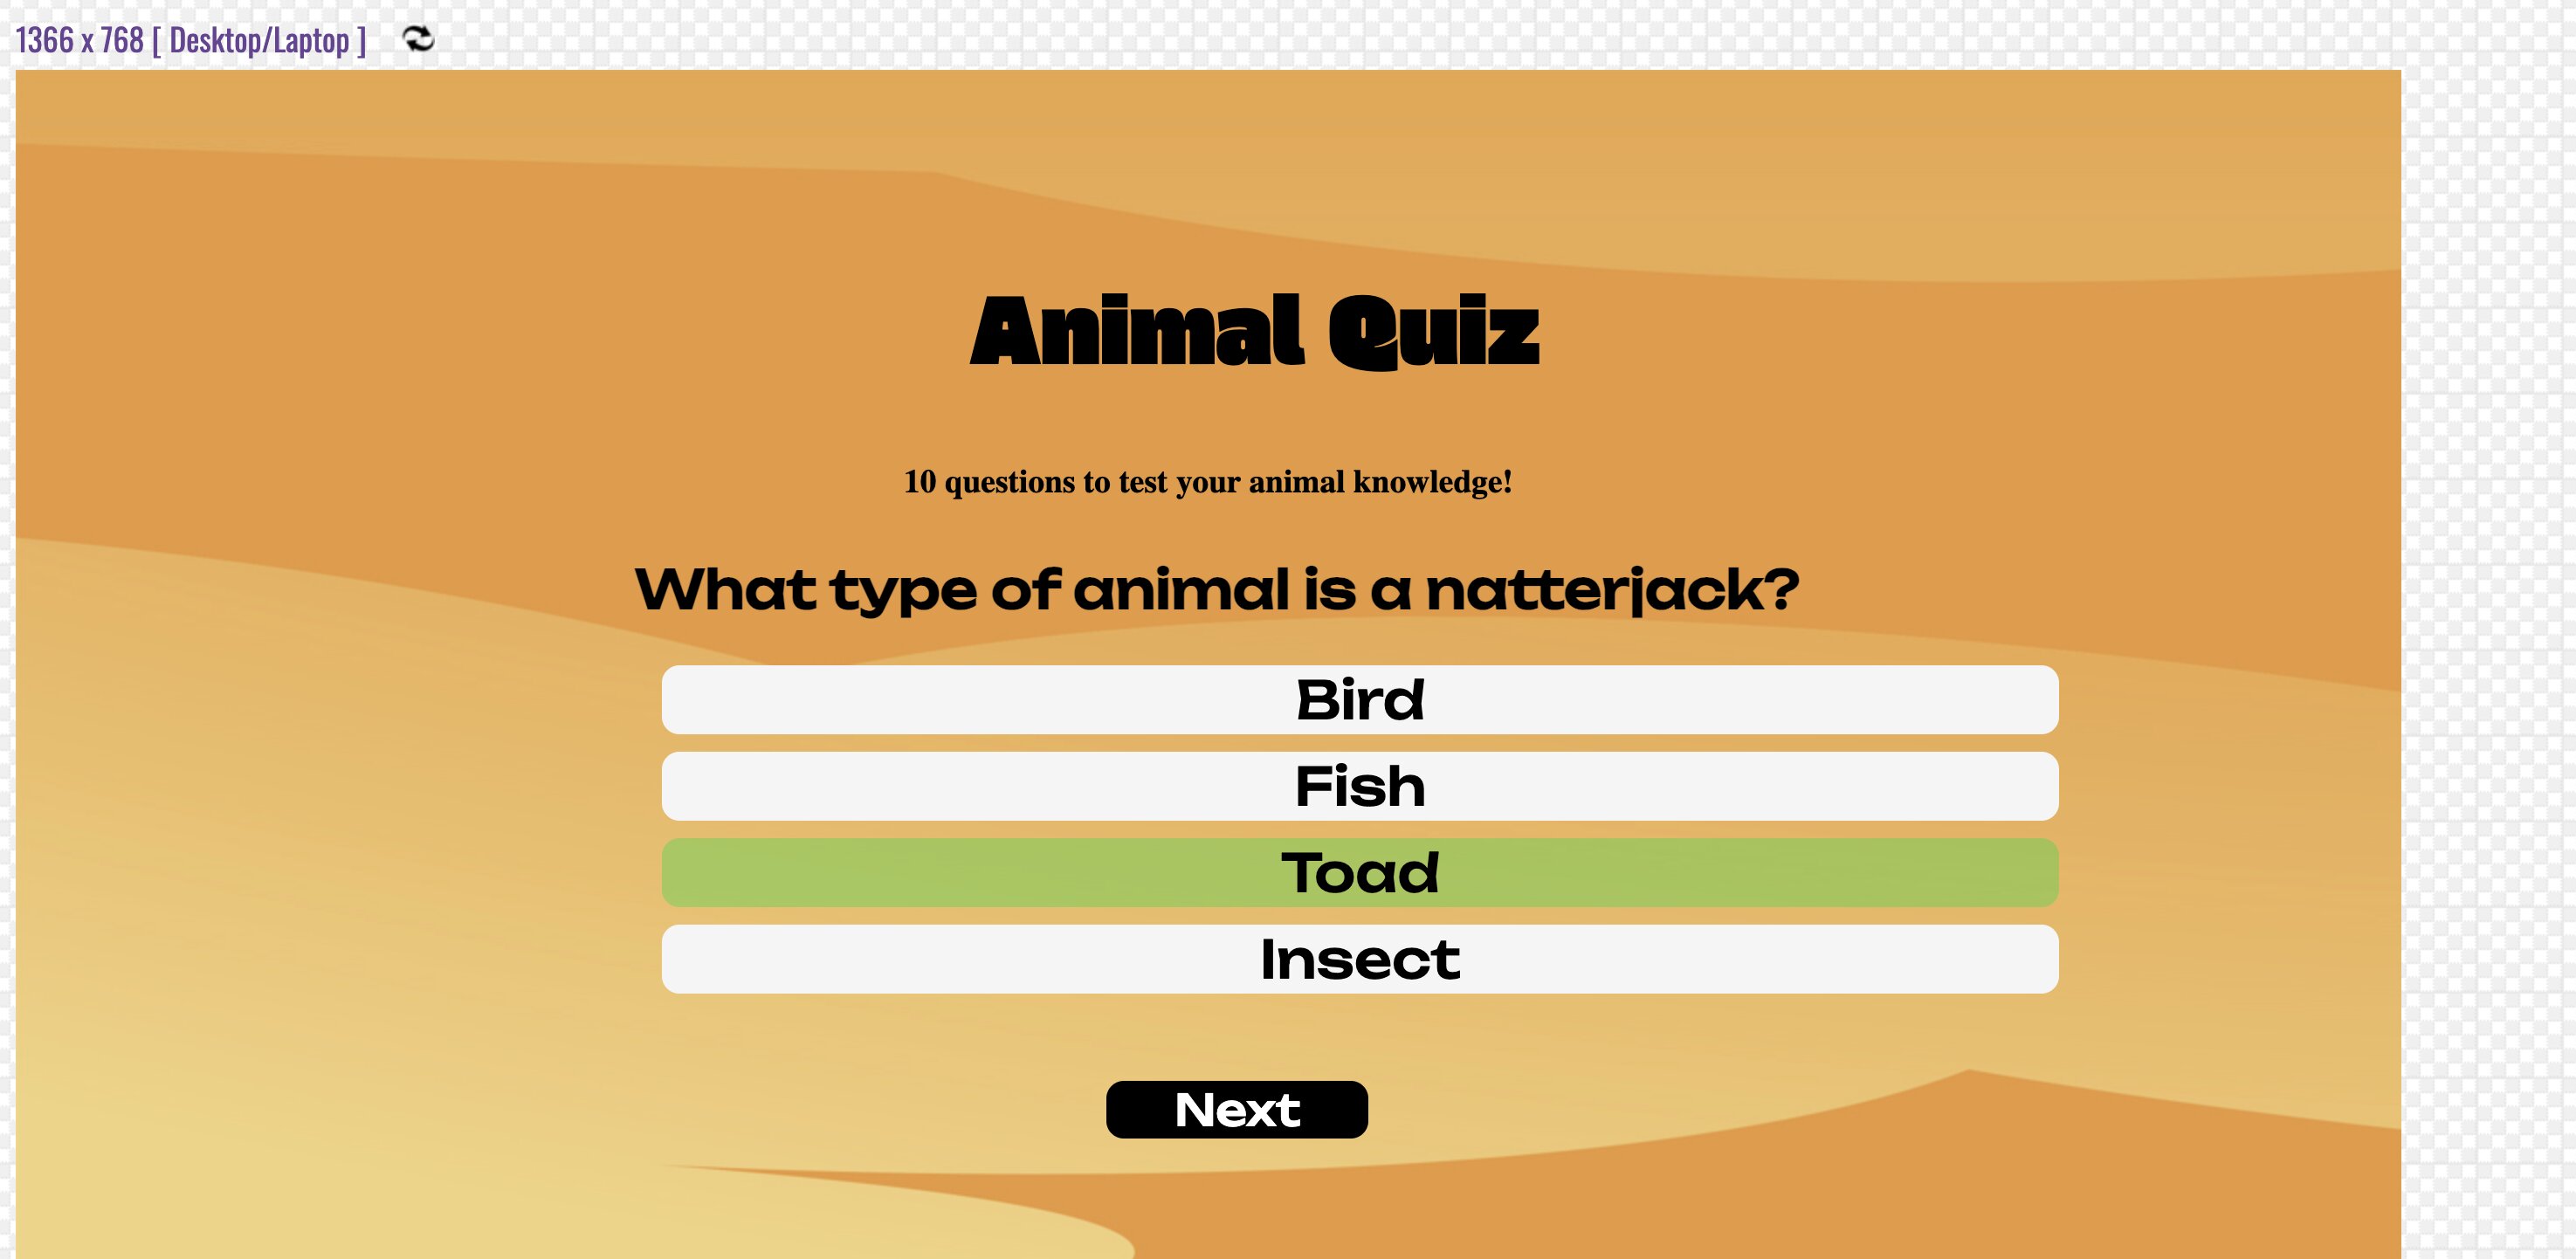 1366 x 768 [ Desktop/Laptop ]
Animal Quiz
10 questions to test your animal knowledge!
What type of animal is a natterjack?
Bird
Fish
Toad
Insect
Next